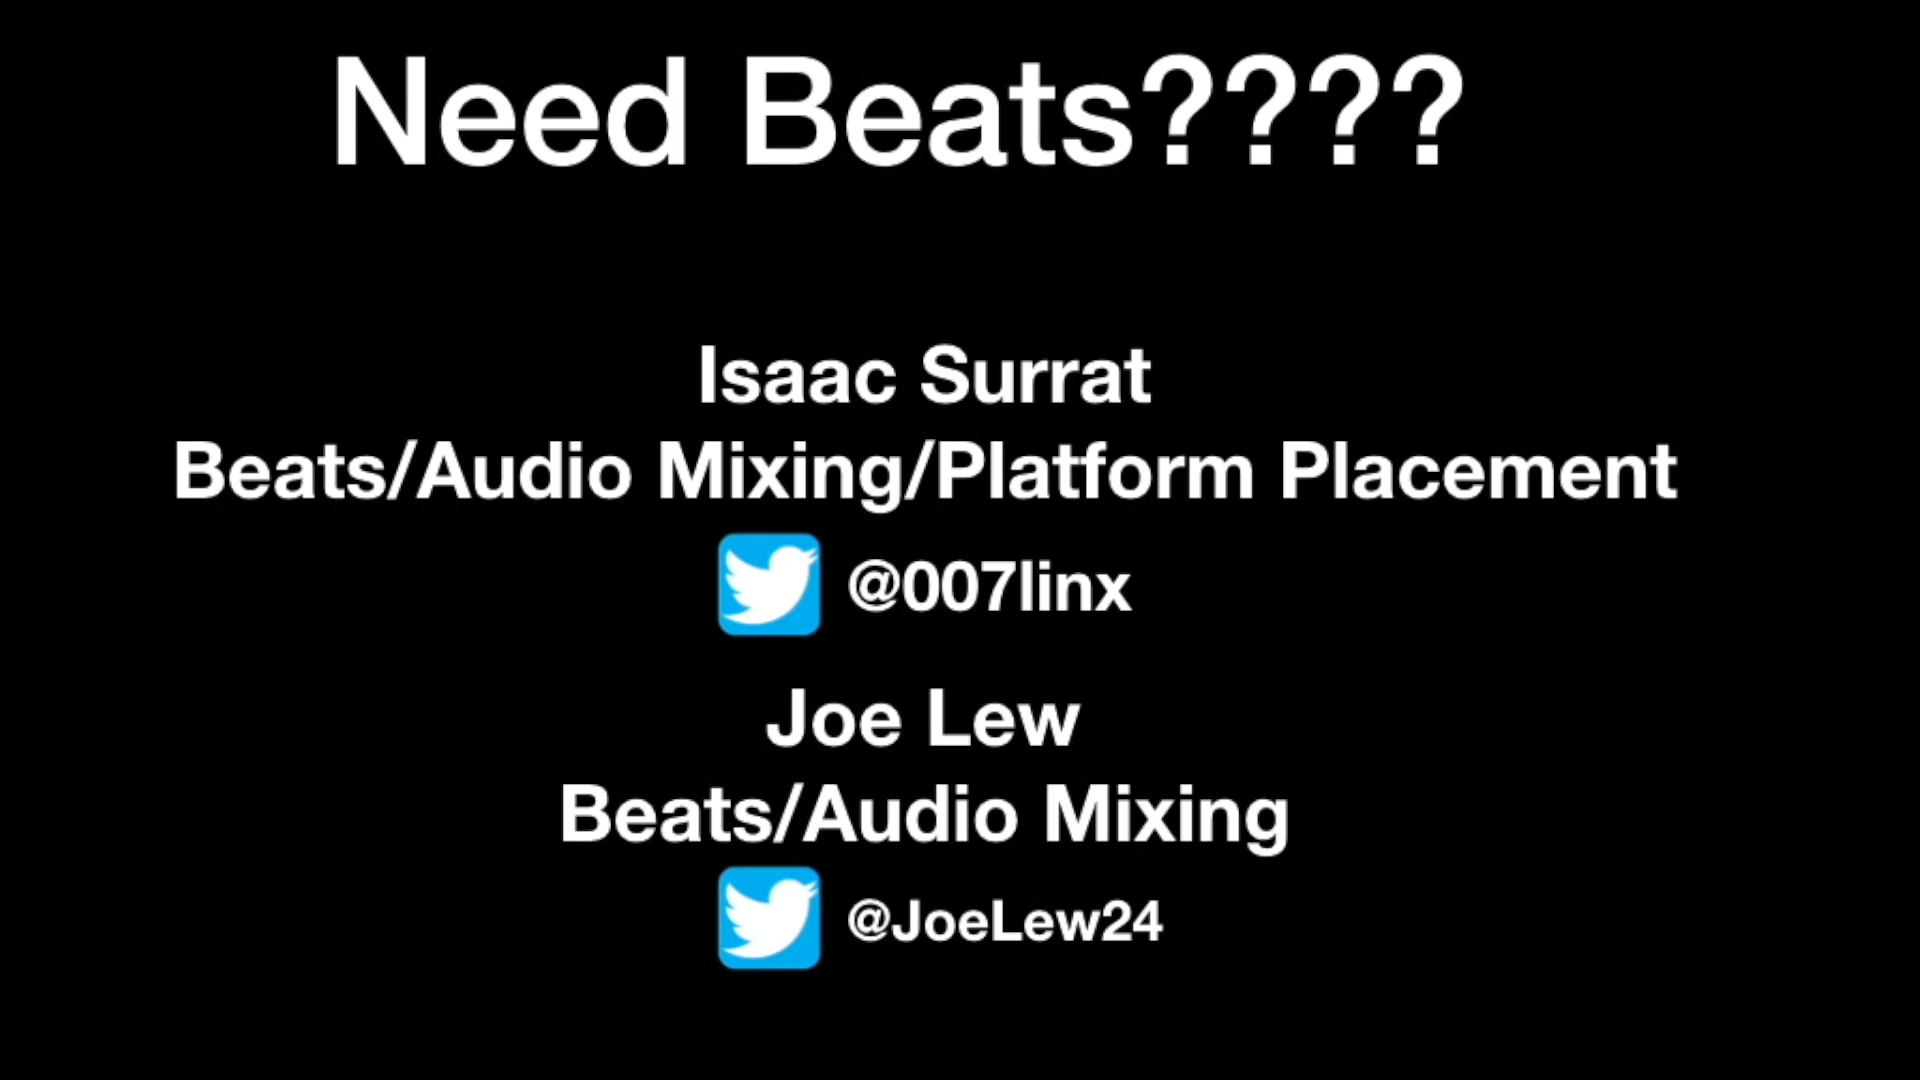 Need Beats????
Isaac Surrat
Beats/Audio Mixing/Platform Placement
@007linx
Joe Lew
Beats/Audio Mixing
@JoeLew24